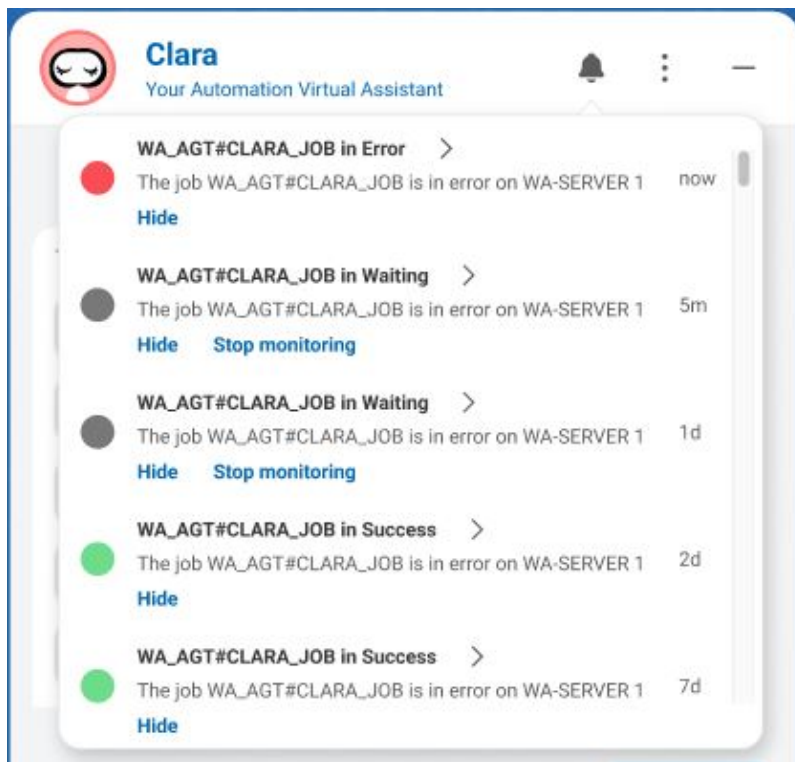 Clara
Your Automation Virtual Assistant
WA_AGT#CLARA_JOB in Error
The job WA_AGT#CLARA_JOB is in error on WA-SERVER 1 now
Hide
WA_AGT#CLARA_JOB in Waiting
The job WA_AGT#CLARA_JOB is in error on WA-SERVER 1 5m
Hide Stop monitoring
WA_AGT#CLARA_JOB in Waiting
The job WA_AGT#CLARA_JOB is in error on WA-SERVER 1 1d
Hide Stop monitoring
WA_AGT#CLARA_JOB in Success
The job WA_AGT#CLARA_JOB is in error on WA-SERVER 1 2d
Hide
WA_AGT#CLARA_JOB in Success
The job WA_AGT#CLARA_JOB is in error on WA-SERVER 1 7d
Hide